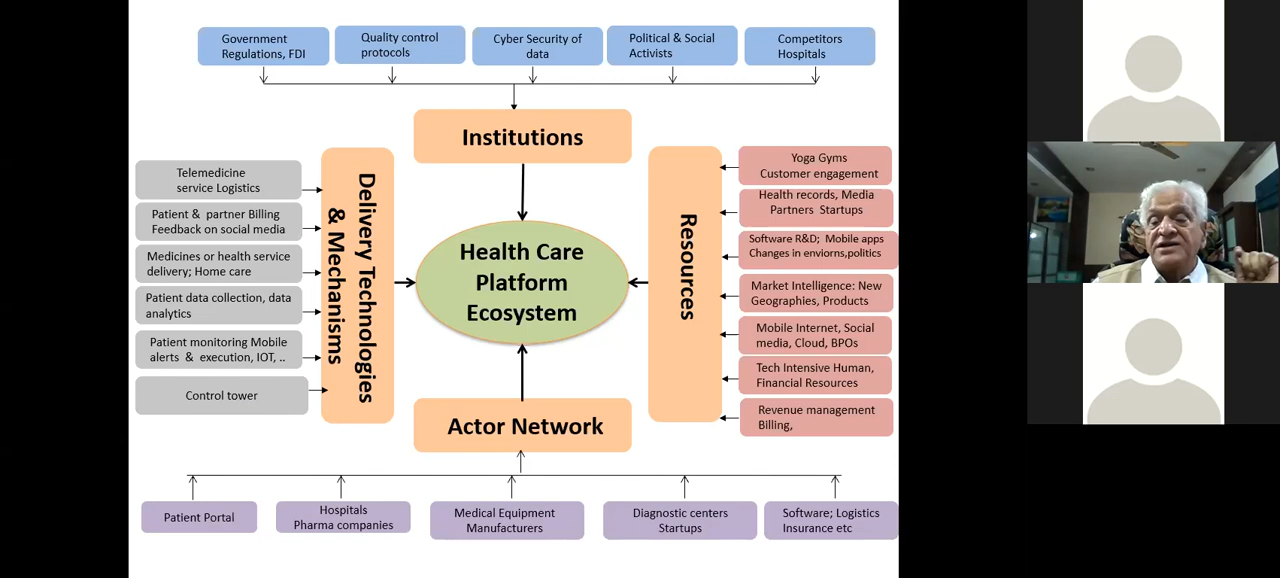 Government
Regulations, FDI
Quality control
protocols
Cyber Security of
data
Political & Social
Activists
Competitors
Hospitals
Institutions
Telemedicine
service Logistics
Patient & partner Billing
Feedback on social media
Medicines or health service
delivery; Home care
Patient data collection, data
analytics
Patient monitoring Mobile
alerts & execution, IOT, ..
Control tower
Delivery Technologies
& Mechanisms
Health Care
Platform
Ecosystem
Resources
Yoga Gyms
Customer engagement
Health records, Media
Partners Startups
Software R&D; Mobile apps
Changes in enviorns,politics
Market Intelligence: New
Geographies, Products
Mobile Internet, Social
media, Cloud, BPOs
Tech Intensive Human,
Financial Resources
Revenue management
Billing,
Actor Network
Patient Portal
Hospitals
Pharma companies
Medical Equipment
Manufacturers
Diagnostic centers
Startups
Software; Logistics
Insurance etc